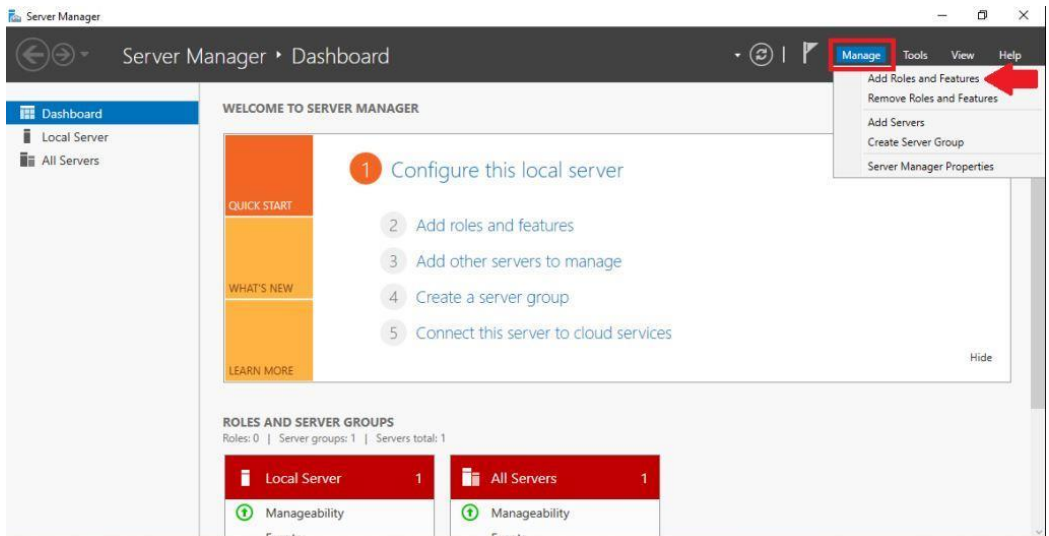 Server Manager
Server Manager • Dashboard
Manage Tools View Help
Add Roles and Features
Remove Roles and Features
Add Servers
Create Server Group
Server Manager Properties
Dashboard
Local Server
All Servers
WELCOME TO SERVER MANAGER
QUICK START
WHAT'S NEW
LEARN MORE
1 Configure this local server
2 Add roles and features
3 Add other servers to manage
4 Create a server group
5 Connect this server to cloud services
Hide
ROLES AND SERVER GROUPS
Roles: 0 | Server groups: 1 | Servers total: 1
Local Server 1
Manageability
All Servers 1
Manageability